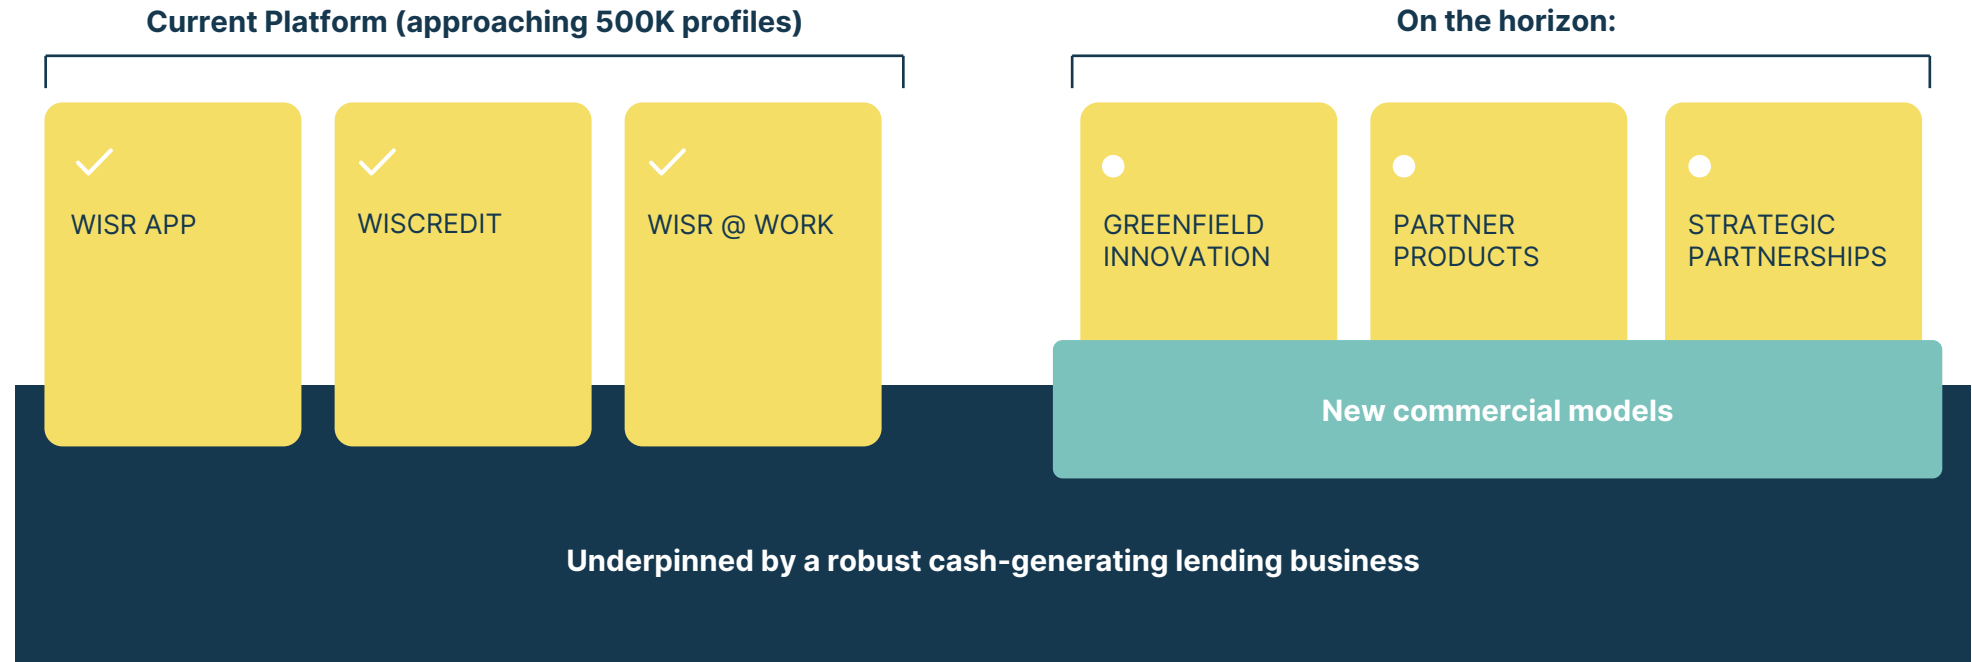 Current Platform (approaching 500K profiles)
On the horizon:
WISR APP
WISCREDIT
WISR @ WORK
GREENFIELD
INNOVATION
PARTNER
PRODUCTS
STRATEGIC
PARTNERSHIPS
New commercial models
Underpinned by a robust cash-generating lending business